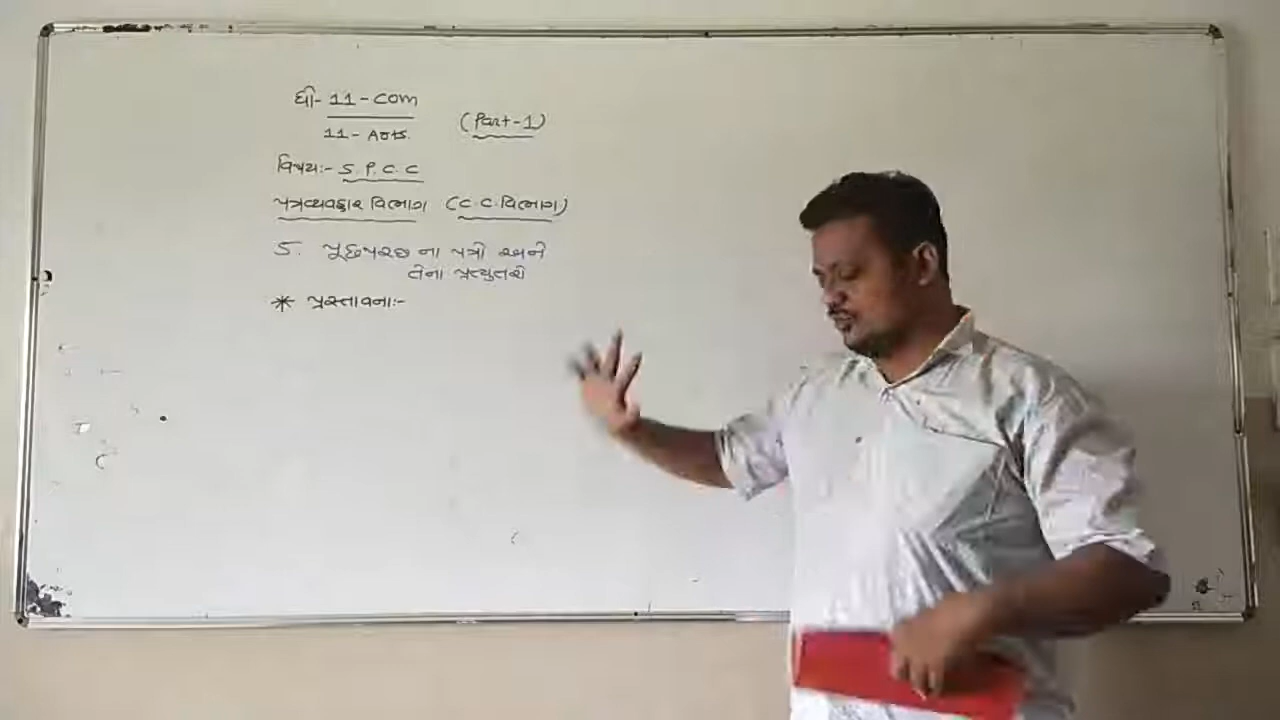 ધો- 11 - com
11 - Arts.
(Part-1)
વિષય:- S. P. C. C
પત્રવ્યવહાર વિભાગ (C. C. વિભાગ)
5. પૂછપરછ ના પત્રો અને
તેના પ્રત્યુતરો
* પ્રસ્તાવના:-